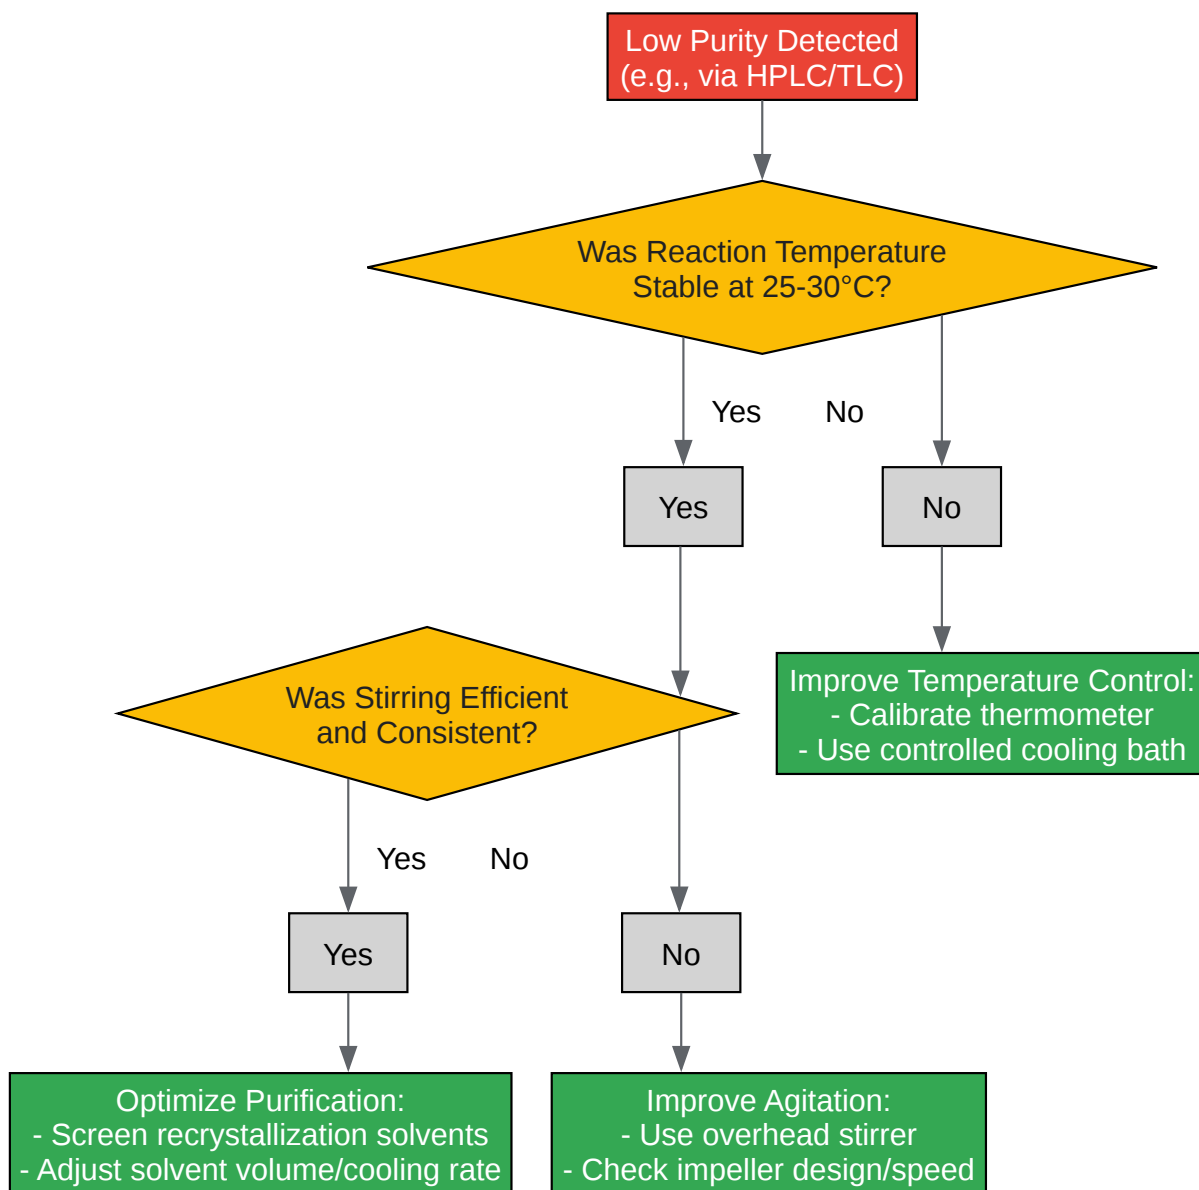 Low Purity Detected
(e.g., via HPLC/TLC)
Was Reaction Temperature
Stable at 25-30°C?
Yes
No
Yes
No
Improve Temperature Control:
- Calibrate thermometer
- Use controlled cooling bath
Was Stirring Efficient
and Consistent?
Yes
No
Yes
No
Optimize Purification:
- Screen recrystallization solvents
- Adjust solvent volume/cooling rate
Improve Agitation:
- Use overhead stirrer
- Check impeller design/speed